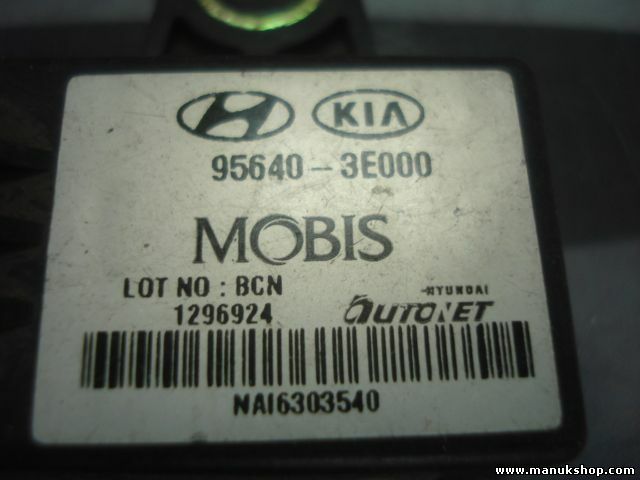 KIA
95640-3E000
MOBIS
LOT NO : BCN
1296924
HYUNDAI
AUTONET
NAI6303540
www.manukshop.com